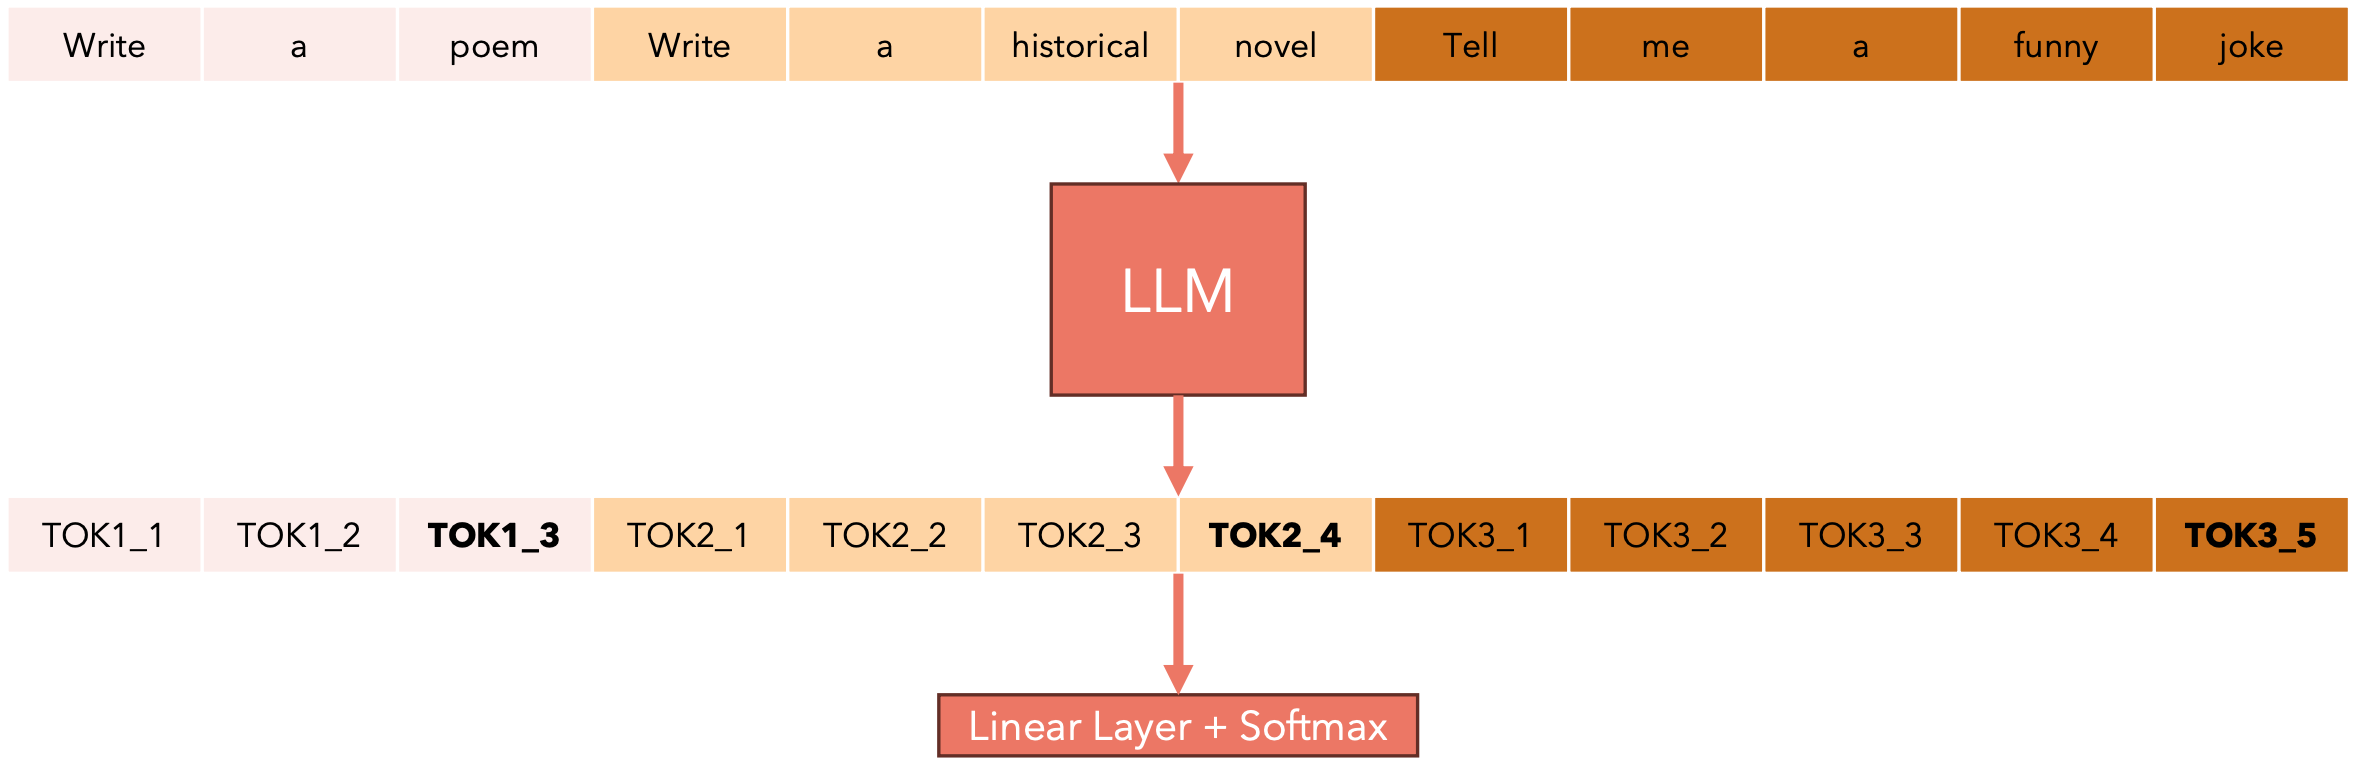 Write a poem Write a historical novel Tell me a funny joke
LLM
TOK1_1 TOK1_2 TOK1_3 TOK2_1 TOK2_2 TOK2_3 TOK2_4 TOK3_1 TOK3_2 TOK3_3 TOK3_4 TOK3_5
Linear Layer + Softmax